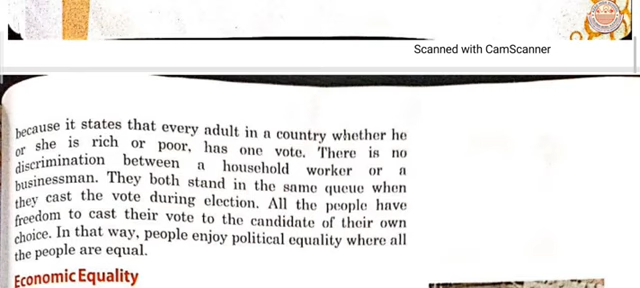 Scanned with CamScanner
because it states that every adult in a country whether he
or she is rich or poor, has one vote. There is no
discrimination between a household worker or a
businessman. They both stand in the same queue when
they cast the vote during election. All the people have
freedom to cast their vote to the candidate of their own
choice. In that way, people enjoy political equality where all
the people are equal.
Economic Equality